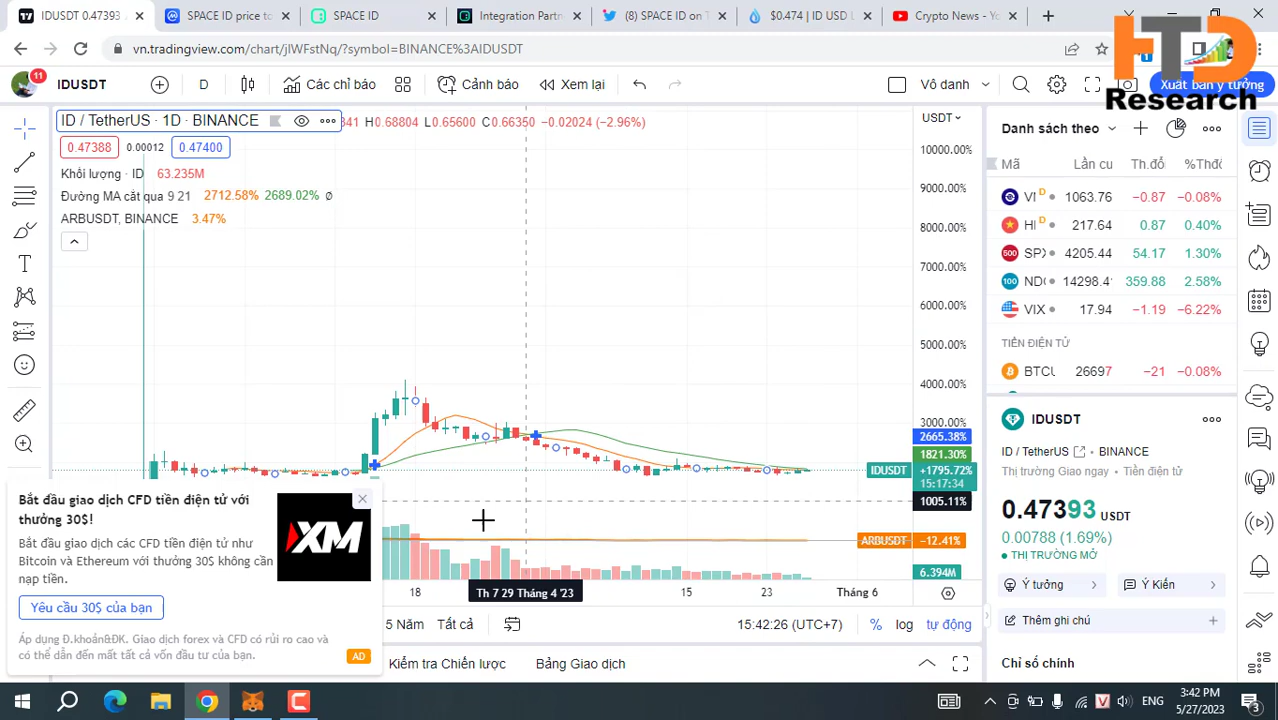 IDUSDT 0.47393
SPACE ID price to
SPACE ID
Integration Partn
(8) SPACE ID on T
$0.474 | ID USD
Crypto News - Yo
vn.tradingview.com/chart/jlWFstNq/?symbol=BINANCE%3AIDUSDT
HTD
Research
11
IDUSDT
D
Các chỉ báo
Cảnh báo
Xem lại
Vô danh
Xuất bản ý tưởng
ID / TetherUS · 1D · BINANCE
841 H0.68804 L0.65600 C0.66350 −0.02024 (−2.96%)
0.47388 0.00012 0.47400
Khối lượng · ID 63.235M
Đường MA cắt qua 9 21 2712.58% 2689.02% Ø
ARBUSDT, BINANCE 3.47%
USDT
10000.00%
9000.00%
8000.00%
7000.00%
6000.00%
5000.00%
4000.00%
3000.00%
2665.38%
1821.30%
IDUSDT +1795.72%
15:17:34
1005.11%
ARBUSDT −12.41%
6.394M
18
Th 7 29 Tháng 4 '23
15
23
Tháng 6
5 Năm
Tất cả
15:42:26 (UTC+7)
%
log
tự động
Kiểm tra Chiến lược
Bảng Giao dịch
Bắt đầu giao dịch CFD tiền điện tử với
thưởng 30$!
Bắt đầu giao dịch các CFD tiền điện tử như
Bitcoin và Ethereum với thưởng 30$ không cần
nạp tiền.
XM
Yêu cầu 30$ của bạn
Áp dụng Đ.khoản&ĐK. Giao dịch forex và CFD có rủi ro cao và
có thể dẫn đến mất tất cả vốn đầu tư của bạn.
AD
Danh sách theo
Mã Lần cu Th.đổ %Thđ
VI D 1063.76 −0.87 −0.08%
HI D 217.64 0.87 0.40%
500 SP 4205.44 54.17 1.30%
100 ND 14298.4 359.88 2.58%
VIX 17.94 −1.19 −6.22%
TIỀN ĐIỆN TỬ
BTCU 26697 −21 −0.08%
IDUSDT
ID / TetherUS BINANCE
Thị trường Giao ngay • Tiền điện tử
0.47393 USDT
0.00788 (1.69%)
THỊ TRƯỜNG MỞ
Ý tưởng
Ý Kiến
Thêm ghi chú
Chỉ số chính
V
ENG
3:42 PM
5/27/2023
3